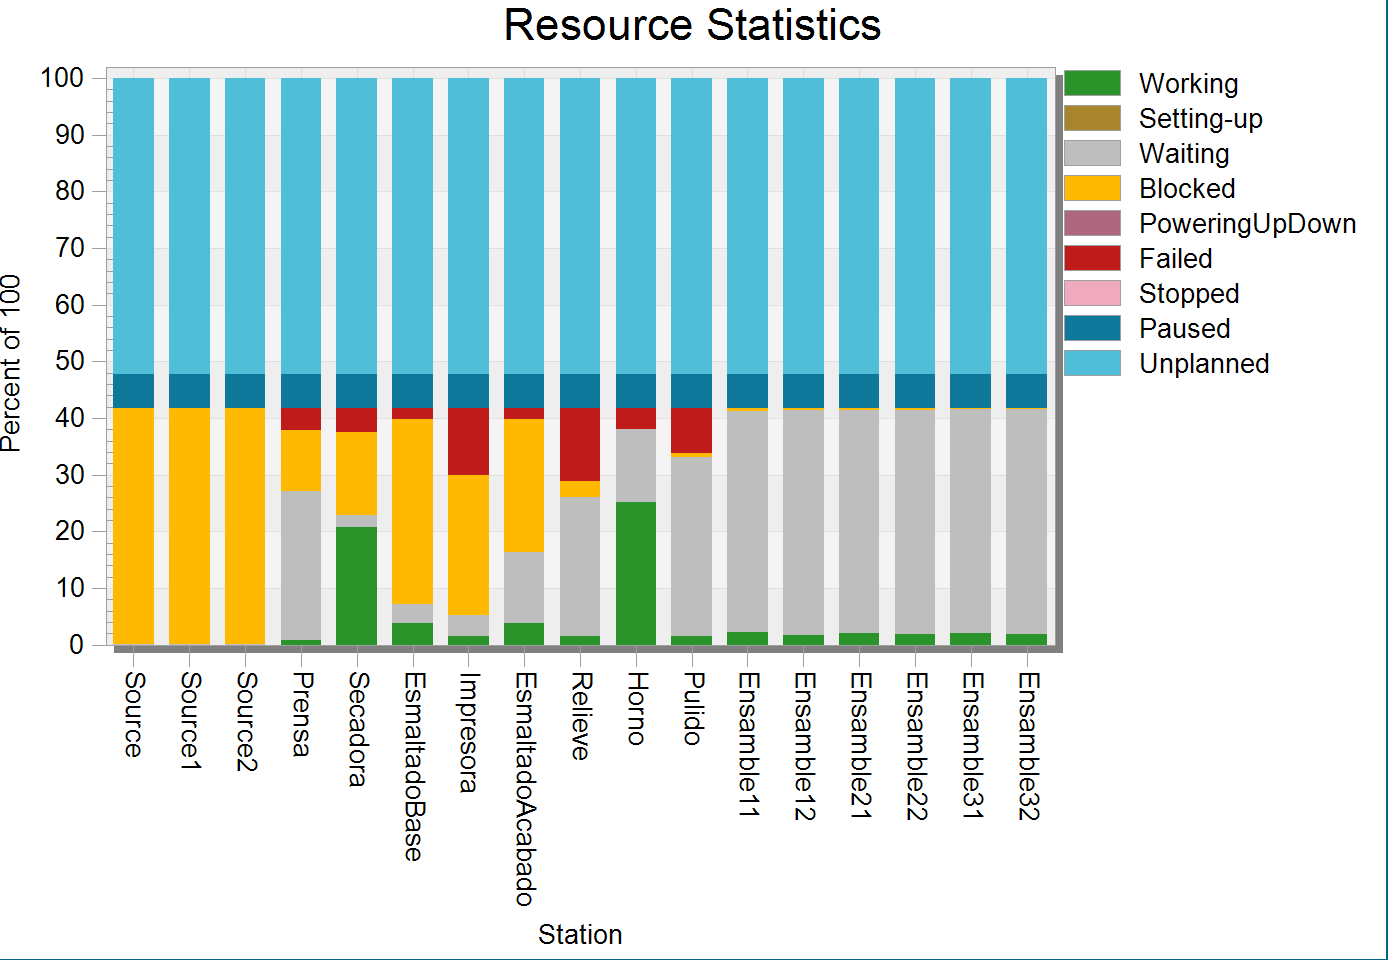 Resource Statistics
Percent of 100
100
90
80
70
60
50
40
30
20
10
0
Working
Setting-up
Waiting
Blocked
PoweringUpDown
Failed
Stopped
Paused
Unplanned
Source
Source1
Source2
Prensa
Secadora
EsmaltadoBase
Impresora
EsmaltadoAcabado
Relieve
Horno
Pulido
Ensamble11
Ensamble12
Ensamble21
Ensamble22
Ensamble31
Ensamble32
Station